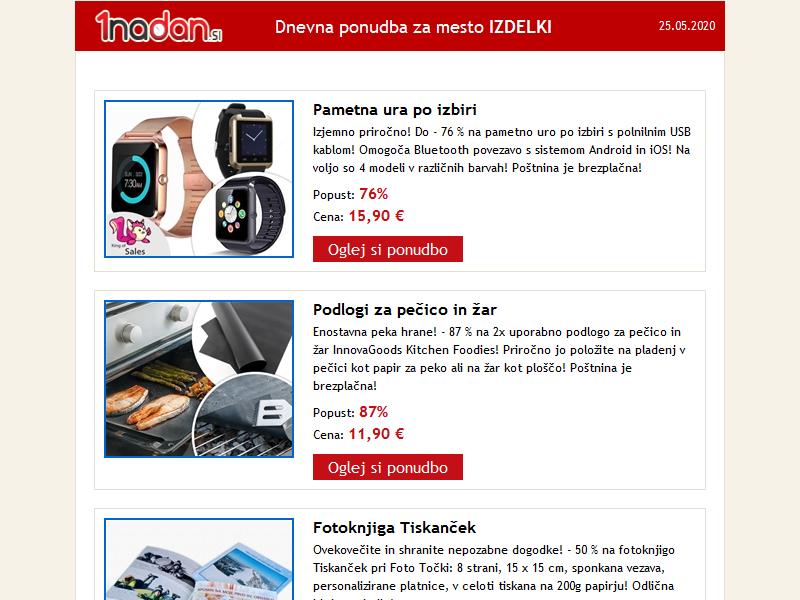 1nadan.si
Dnevna ponudba za mesto IZDELKI
25.05.2020
Pametna ura po izbiri
Izjemno priročno! Do - 76 % na pametno uro po izbiri s polnilnim USB
kablom! Omogoča Bluetooth povezavo s sistemom Android in iOS! Na
voljo so 4 modeli v različnih barvah! Poštnina je brezplačna!
Popust: 76%
Cena: 15,90 €
Oglej si ponudbo
7:30
King of
Sales
Podlogi za pečico in žar
Enostavna peka hrane! - 87 % na 2x uporabno podlogo za pečico in
žar InnovaGoods Kitchen Foodies! Priročno jo položite na pladenj v
pečici kot papir za peko ali na žar kot ploščo! Poštnina je
brezplačna!
Popust: 87%
Cena: 11,90 €
Oglej si ponudbo
Fotoknjiga Tiskanček
Ovekovečite in shranite nepozabne dogodke! - 50 % na fotoknjigo
Tiskanček pri Foto Točki: 8 strani, 15 x 15 cm, sponkana vezava,
personalizirane platnice, v celoti tiskana na 200g papirju! Odlična